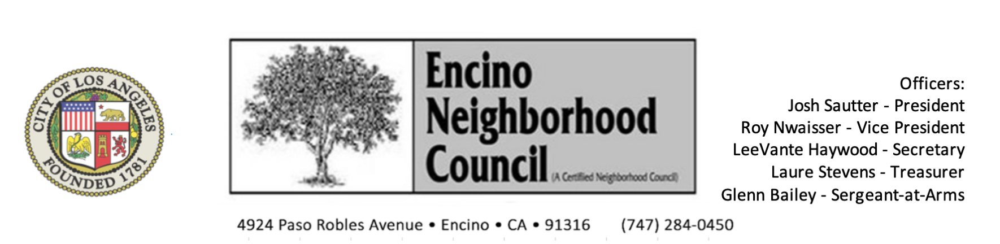 CITY OF LOS ANGELES
FOUNDED 1781
Encino
Neighborhood
Council (A Certified Neighborhood Council)
Officers:
Josh Sautter - President
Roy Nwaisser - Vice President
LeeVante Haywood - Secretary
Laure Stevens - Treasurer
Glenn Bailey - Sergeant-at-Arms
4924 Paso Robles Avenue • Encino • CA • 91316 (747) 284-0450